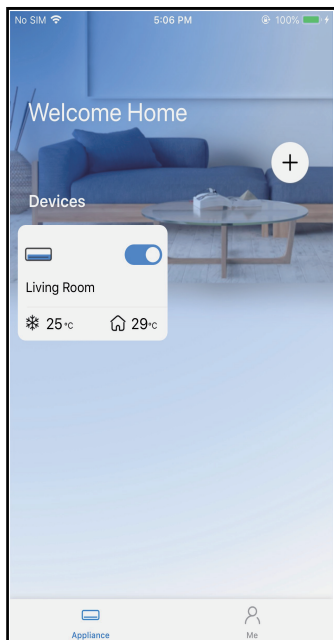 No SIM 5:06 PM 100%
Welcome Home
+
Devices
Living Room
25°C 29°C
Appliance Me